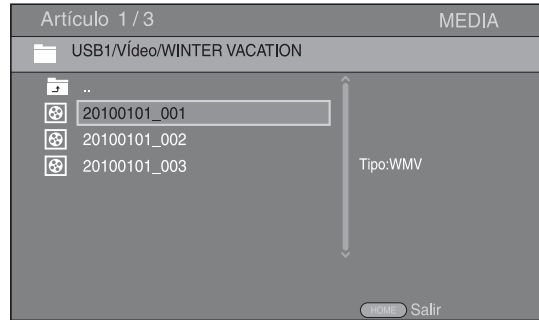 Artículo 1/3 MEDIA
USB1/VÍdeo/WINTER VACATION
..
20100101_001
20100101_002
20100101_003
Tipo:WMV
HOME Salir